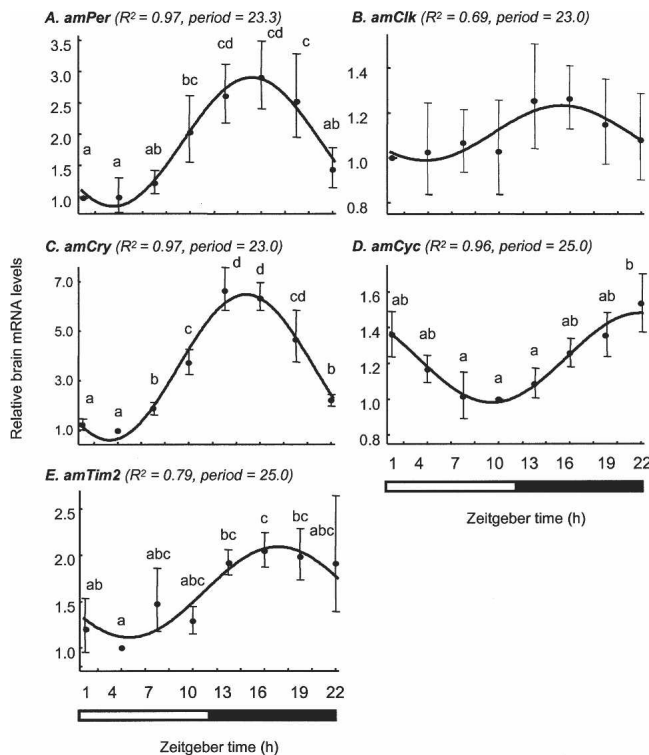 A. amPer (R² = 0.97, period = 23.3)
3.0
2.5
2.0
1.5
1.0
a
a
ab
bc
cd
cd
c
ab
B. amClk (R² = 0.69, period = 23.0)
1.4
1.2
1.0
0.8
C. amCry (R² = 0.97, period = 23.0)
7.0
5.0
3.0
1.0
a
a
b
c
d
d
cd
b
D. amCyc (R² = 0.96, period = 25.0)
1.6
1.4
1.2
1.0
0.8
ab
ab
a
a
a
ab
ab
b
1 4 7 10 13 16 19 22
Zeitgeber time (h)
Relative brain mRNA levels
E. amTim2 (R² = 0.79, period = 25.0)
2.5
2.0
1.5
1.0
ab
a
abc
abc
bc
c
bc
abc
1 4 7 10 13 16 19 22
Zeitgeber time (h)